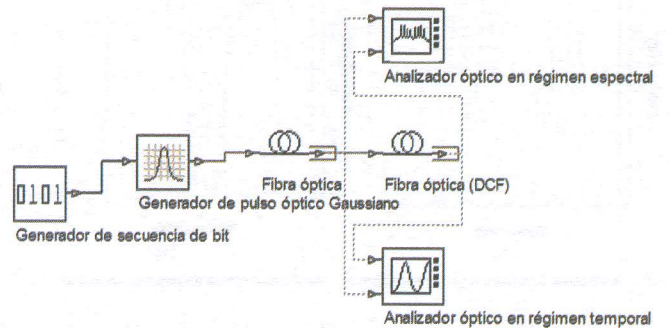 Analizador óptico en régimen espectral
Fibra óptica
Fibra óptica (DCF)
Generador de pulso óptico Gaussiano
0101
Generador de secuencia de bit
Analizador óptico en régimen temporal